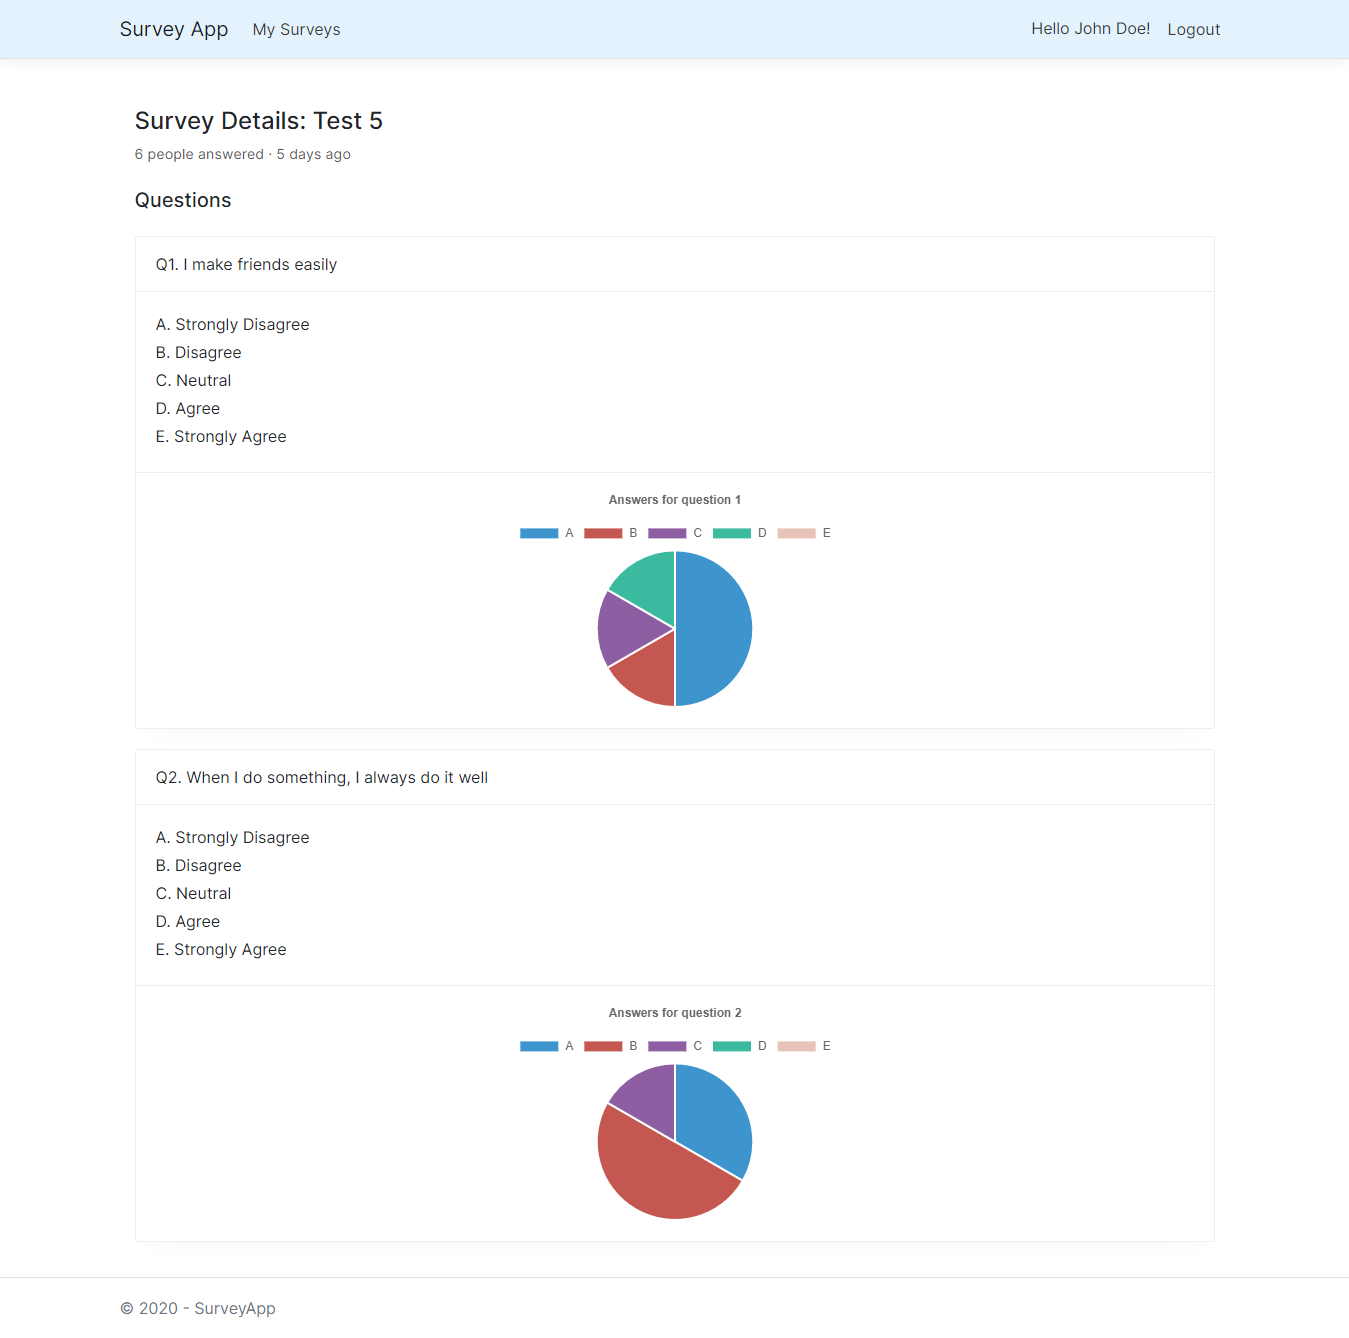 Survey App My Surveys Hello John Doe! Logout
Survey Details: Test 5
6 people answered · 5 days ago
Questions
Q1. I make friends easily
A. Strongly Disagree
B. Disagree
C. Neutral
D. Agree
E. Strongly Agree
Answers for question 1
A B C D E
Q2. When I do something, I always do it well
A. Strongly Disagree
B. Disagree
C. Neutral
D. Agree
E. Strongly Agree
Answers for question 2
A B C D E
© 2020 - SurveyApp